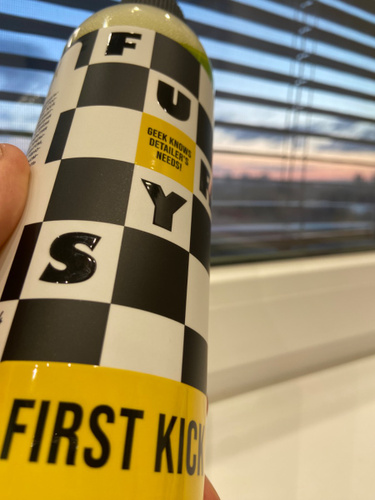 F
U
GEEK KNOWS
DETAILER'S
NEEDS!
Y
S
FIRST KICK